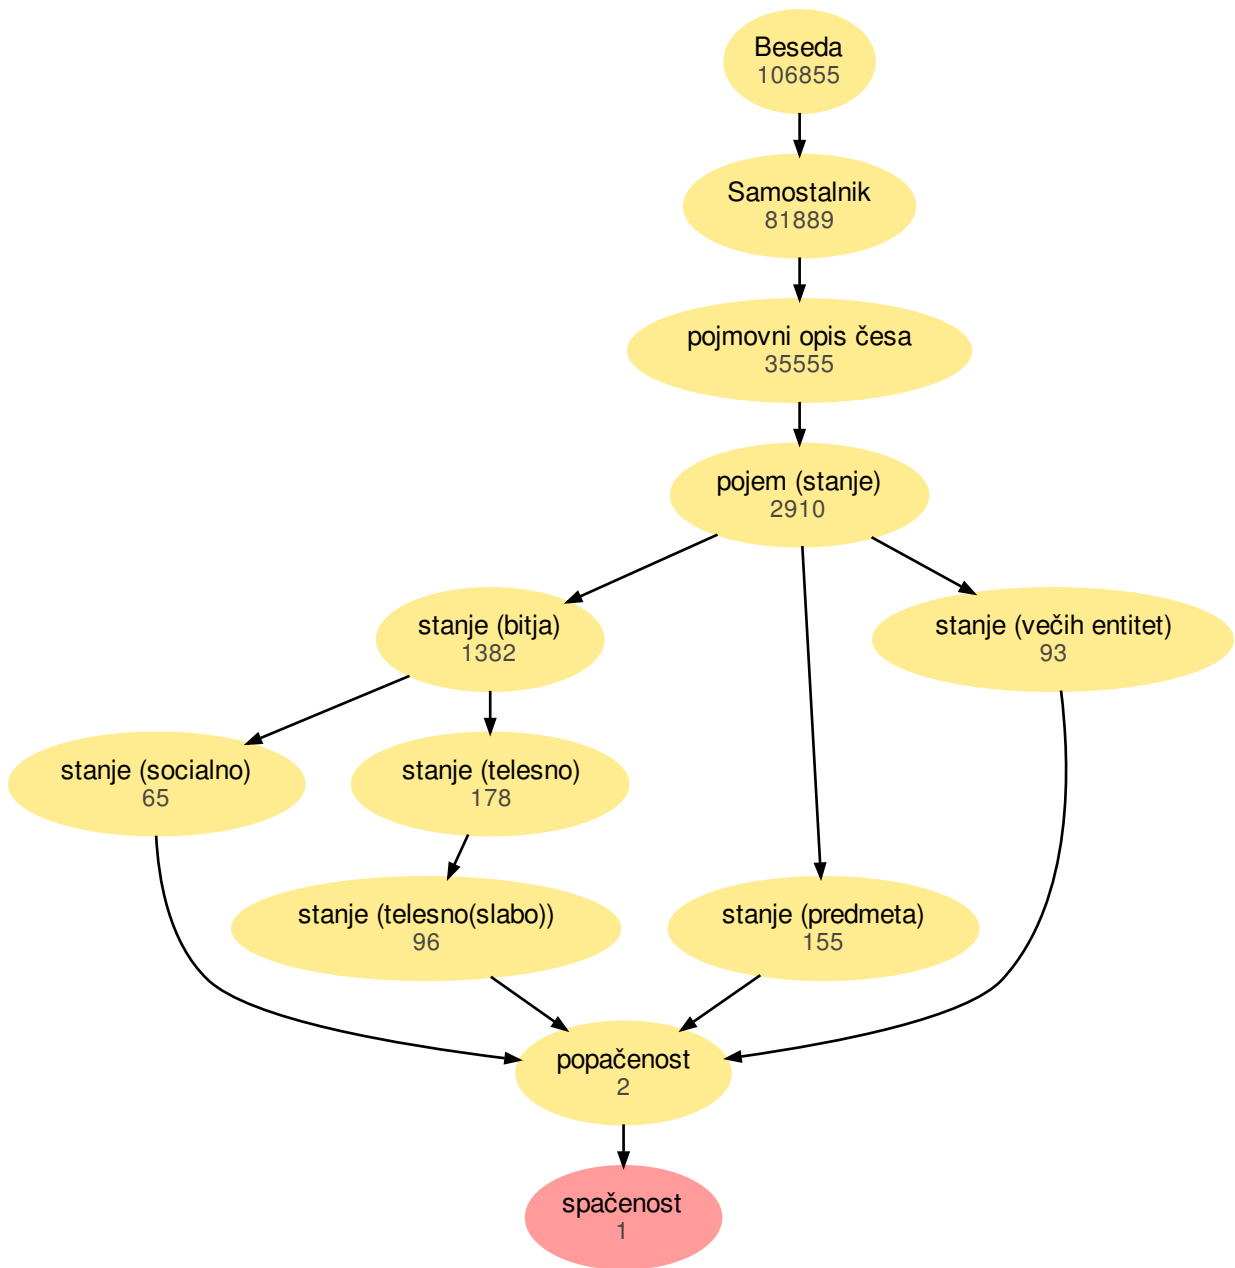 Beseda
106855
Samostalnik
81889
pojmovni opis česa
35555
pojem (stanje)
2910
stanje (bitja)
1382
stanje (večih entitet)
93
stanje (socialno)
65
stanje (telesno)
178
stanje (telesno(slabo))
96
stanje (predmeta)
155
popačenost
2
spačenost
1